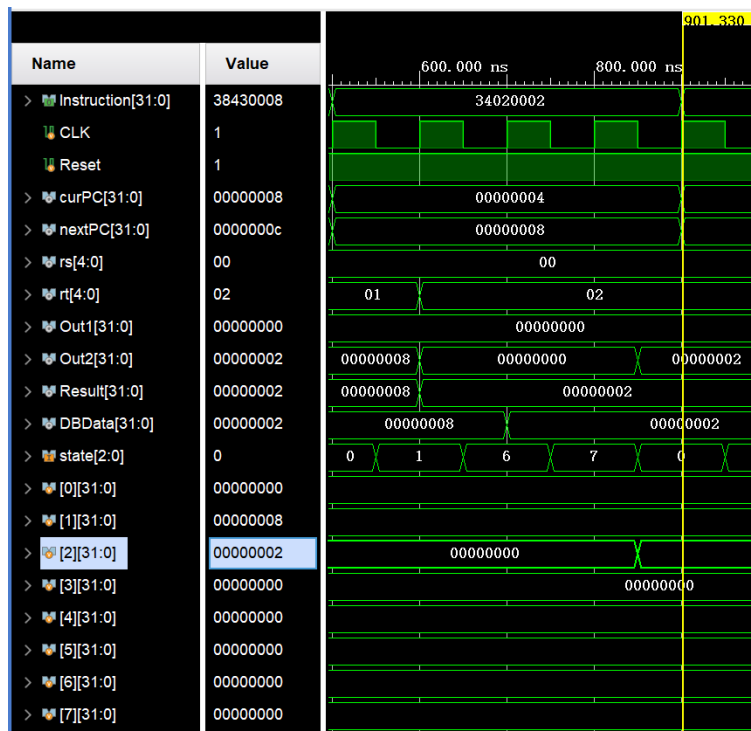 901.330
Name Value 600.000 ns 800.000 ns
Instruction[31:0] 38430008 34020002
CLK 1
Reset 1
curPC[31:0] 00000008 00000004
nextPC[31:0] 0000000c 00000008
rs[4:0] 00 00
rt[4:0] 02 01 02
Out1[31:0] 00000000 00000000
Out2[31:0] 00000002 00000008 00000000 00000002
Result[31:0] 00000002 00000008 00000002
DBData[31:0] 00000002 00000008 00000002
state[2:0] 0 0 1 6 7 0
[0][31:0] 00000000
[1][31:0] 00000008
[2][31:0] 00000002 00000000
[3][31:0] 00000000 00000000
[4][31:0] 00000000
[5][31:0] 00000000
[6][31:0] 00000000
[7][31:0] 00000000